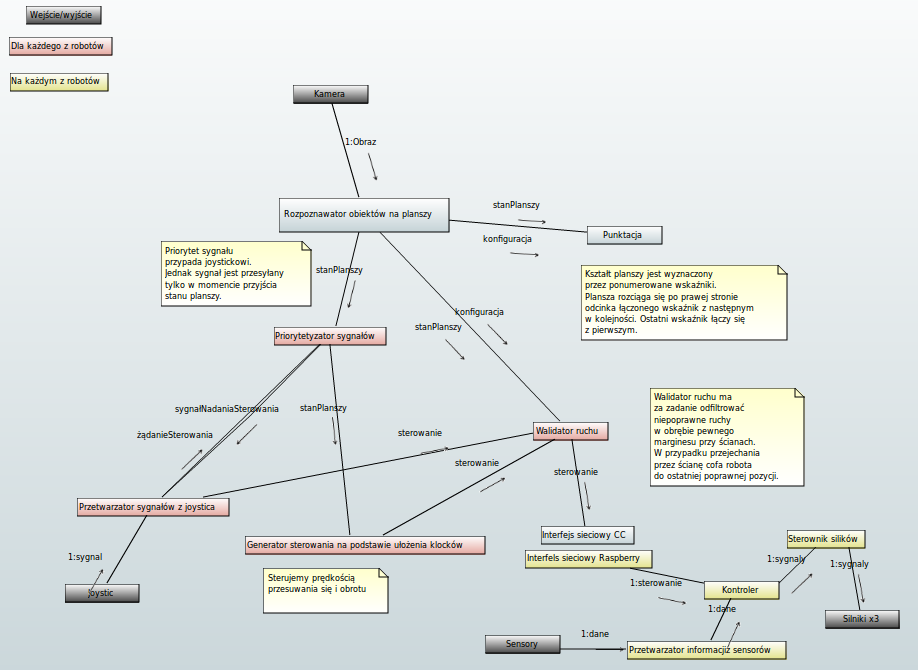 Wejście/wyjście
Dla każdego z robotów
Na każdym z robotów
Kamera
1:Obraz
Rozpoznawator obiektów na planszy
stanPlanszy
konfiguracja
Punktacja
Priorytet sygnału
przypada joystickowi.
Jednak sygnał jest przesyłany
tylko w momencie przyjścia
stanu planszy.
stanPlanszy
Kształt planszy jest wyznaczony
przez ponumerowane wskaźniki.
Plansza rozciąga się po prawej stronie
odcinka łączonego wskaźnik z następnym
w kolejności. Ostatni wskaźnik łączy się
z pierwszym.
konfiguracja
stanPlanszy
Priorytetyzator sygnałów
sygnałNadaniaSterowania
stanPlanszy
żądanieSterowania
Walidator ruchu ma
za zadanie odfiltrować
niepoprawne ruchy
w obrębie pewnego
marginesu przy ścianach.
W przypadku przejechania
przez ścianę cofa robota
do ostatniej poprawnej pozycji.
Walidator ruchu
sterowanie
sterowanie
sterowanie
Przetwarzator sygnałów z joystica
Generator sterowania na podstawie ułożenia klocków
Interfejs sieciowy CC
Interfels sieciowy Raspberry
Sterownik silików
1:sygnal
Joystic
Sterujemy prędkością
przesuwania się i obrotu
1:sterowanie
1:sygnaly
1:sygnaly
Kontroler
1:dane
Silniki x3
1:dane
Sensory
Przetwarzator informacjiz sensorów